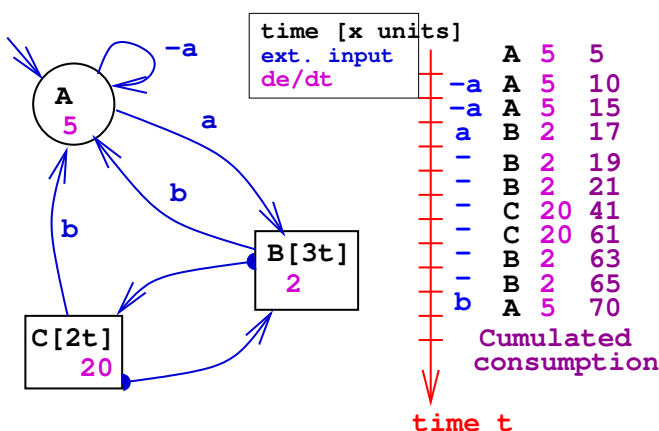 time [x units]
ext. input
de/dt
-a
A
5
a
b
b
B[3t]
2
C[2t]
20
A 5 5
-a A 5 10
-a A 5 15
a B 2 17
- B 2 19
- B 2 21
- C 20 41
- C 20 61
- B 2 63
- B 2 65
b A 5 70
Cumulated
consumption
time t